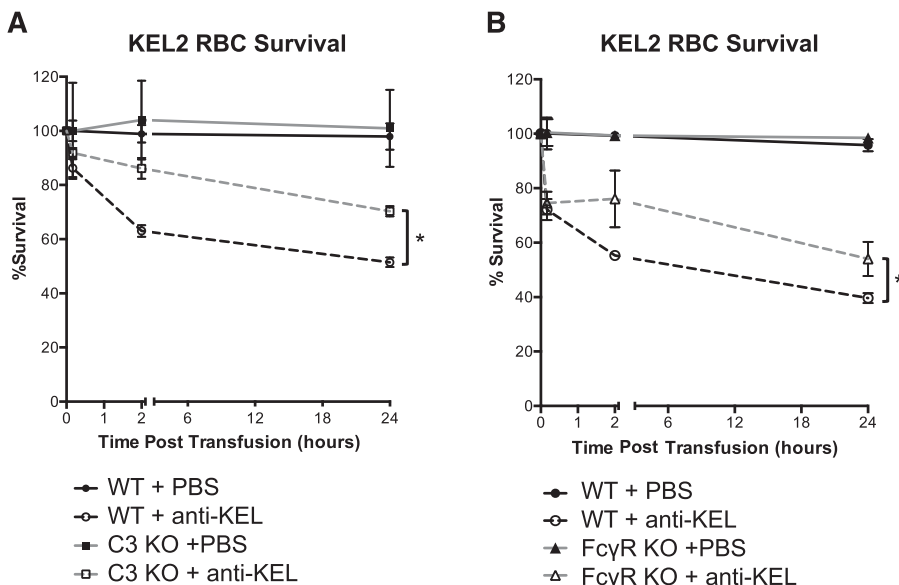 A
KEL2 RBC Survival
%Survival
120
100
80
60
40
20
0
0 1 2 6 12 18 24
Time Post Transfusion (hours)
*
WT + PBS
WT + anti-KEL
C3 KO +PBS
C3 KO + anti-KEL
B
KEL2 RBC Survival
% Survival
120
100
80
60
40
20
0
0 1 2 6 12 18 24
Time Post Transfusion (hours)
*
WT + PBS
WT + anti-KEL
FcγR KO +PBS
FcγR KO + anti-KEL